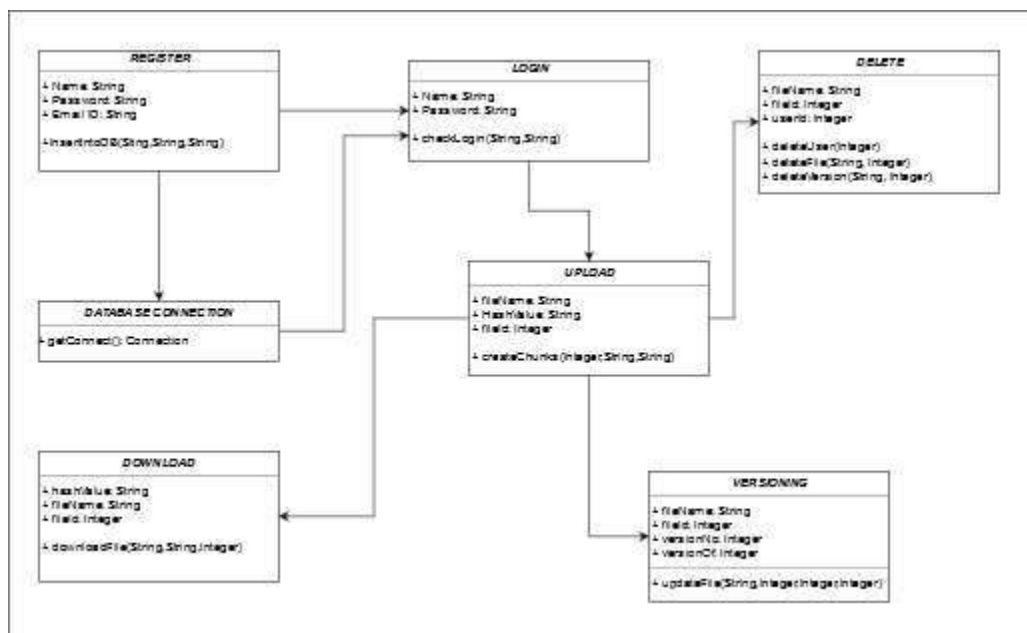 REGISTER
+ Name: String
+ Password: String
+ Email ID: String
+insertIntoDB(String,String,String)
LOGIN
+ Name: String
+ Password: String
+ checkLogin(String,String)
DELETE
+ fileName: String
+ fileId: Integer
+ userId: Integer
+ deleteUser(Integer)
+ deleteFile(String, Integer)
+ deleteVersion(String, Integer)
DATABASE CONNECTION
+ getConnect(): Connection
UPLOAD
+ fileName: String
+ HashValue: String
+ fileId: Integer
+ createChunks(Integer,String,String)
DOWNLOAD
+ hashValue: String
+ fileName: String
+ fileId: Integer
+ downloadFile(String,String,Integer)
VERSIONING
+ fileName: String
+ fileId: Integer
+ versionNo: Integer
+ versionOf: Integer
+ updateFile(String,Integer,Integer,Integer)